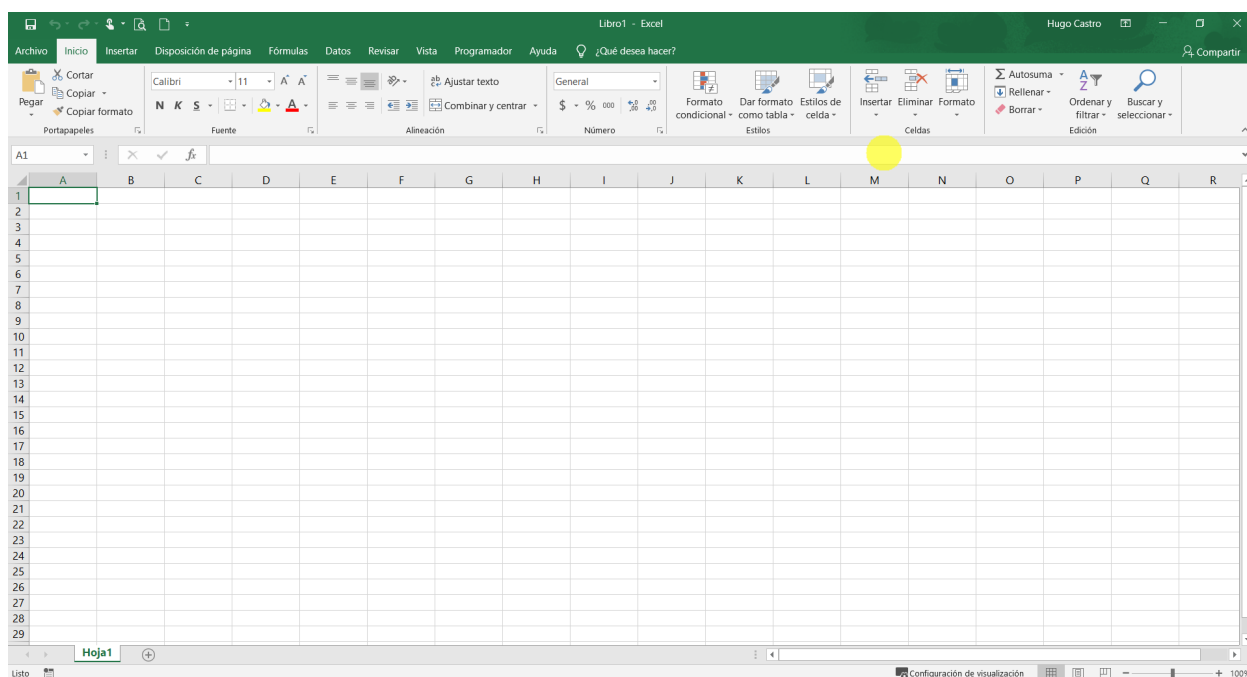 Libro1 - Excel
Hugo Castro
Archivo Inicio Insertar Disposición de página Fórmulas Datos Revisar Vista Programador Ayuda ¿Qué desea hacer? Compartir
Pegar
Cortar
Copiar
Copiar formato
Portapapeles
Calibri 11
N K S A
Fuente
Ajustar texto
Combinar y centrar
Alineación
General
$ % 000
Número
Formato condicional
Dar formato como tabla
Estilos de celda
Estilos
Insertar Eliminar Formato
Celdas
Autosuma
Rellenar
Borrar
Ordenar y filtrar
Buscar y seleccionar
Edición
A1 fx
A B C D E F G H I J K L M N O P Q R
1
2
3
4
5
6
7
8
9
10
11
12
13
14
15
16
17
18
19
20
21
22
23
24
25
26
27
28
29
Hoja1
Listo Configuración de visualización 100%